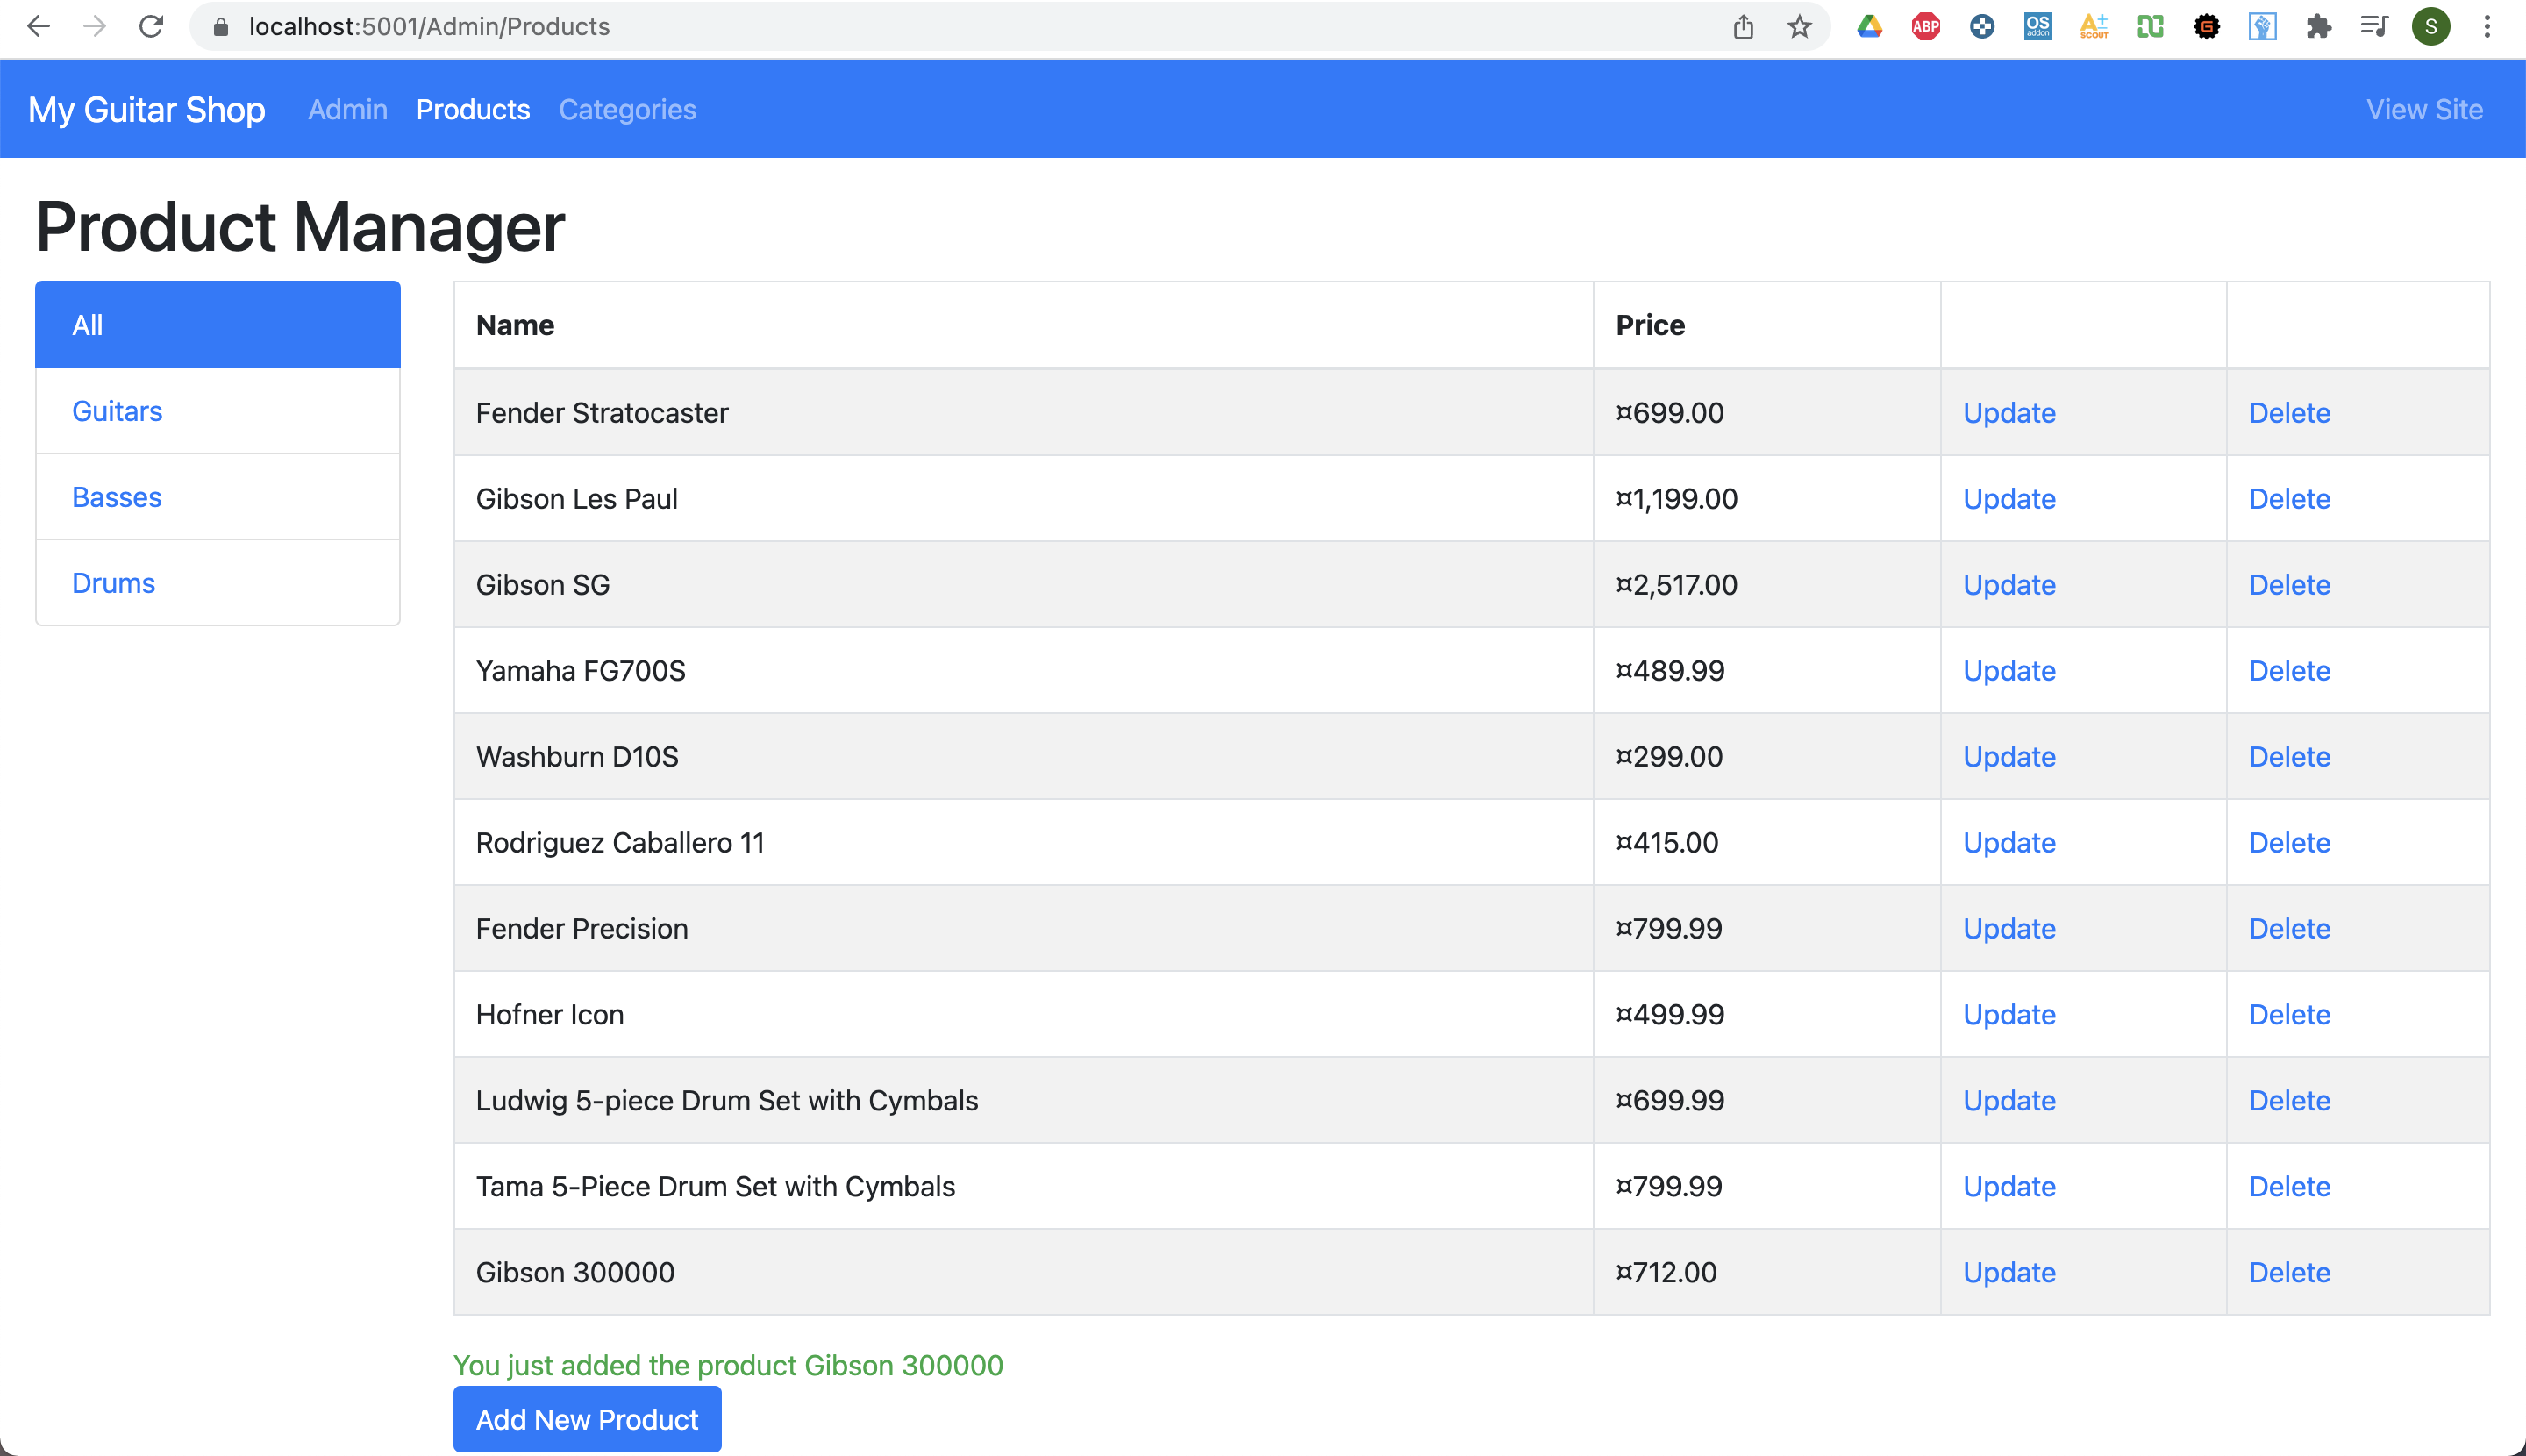 localhost:5001/Admin/Products
ABP
OS
addon
A±
SCOUT
G
S
My Guitar Shop Admin Products Categories View Site
Product Manager
All
Guitars
Basses
Drums
Name Price
Fender Stratocaster ¤699.00 Update Delete
Gibson Les Paul ¤1,199.00 Update Delete
Gibson SG ¤2,517.00 Update Delete
Yamaha FG700S ¤489.99 Update Delete
Washburn D10S ¤299.00 Update Delete
Rodriguez Caballero 11 ¤415.00 Update Delete
Fender Precision ¤799.99 Update Delete
Hofner Icon ¤499.99 Update Delete
Ludwig 5-piece Drum Set with Cymbals ¤699.99 Update Delete
Tama 5-Piece Drum Set with Cymbals ¤799.99 Update Delete
Gibson 300000 ¤712.00 Update Delete
You just added the product Gibson 300000
Add New Product